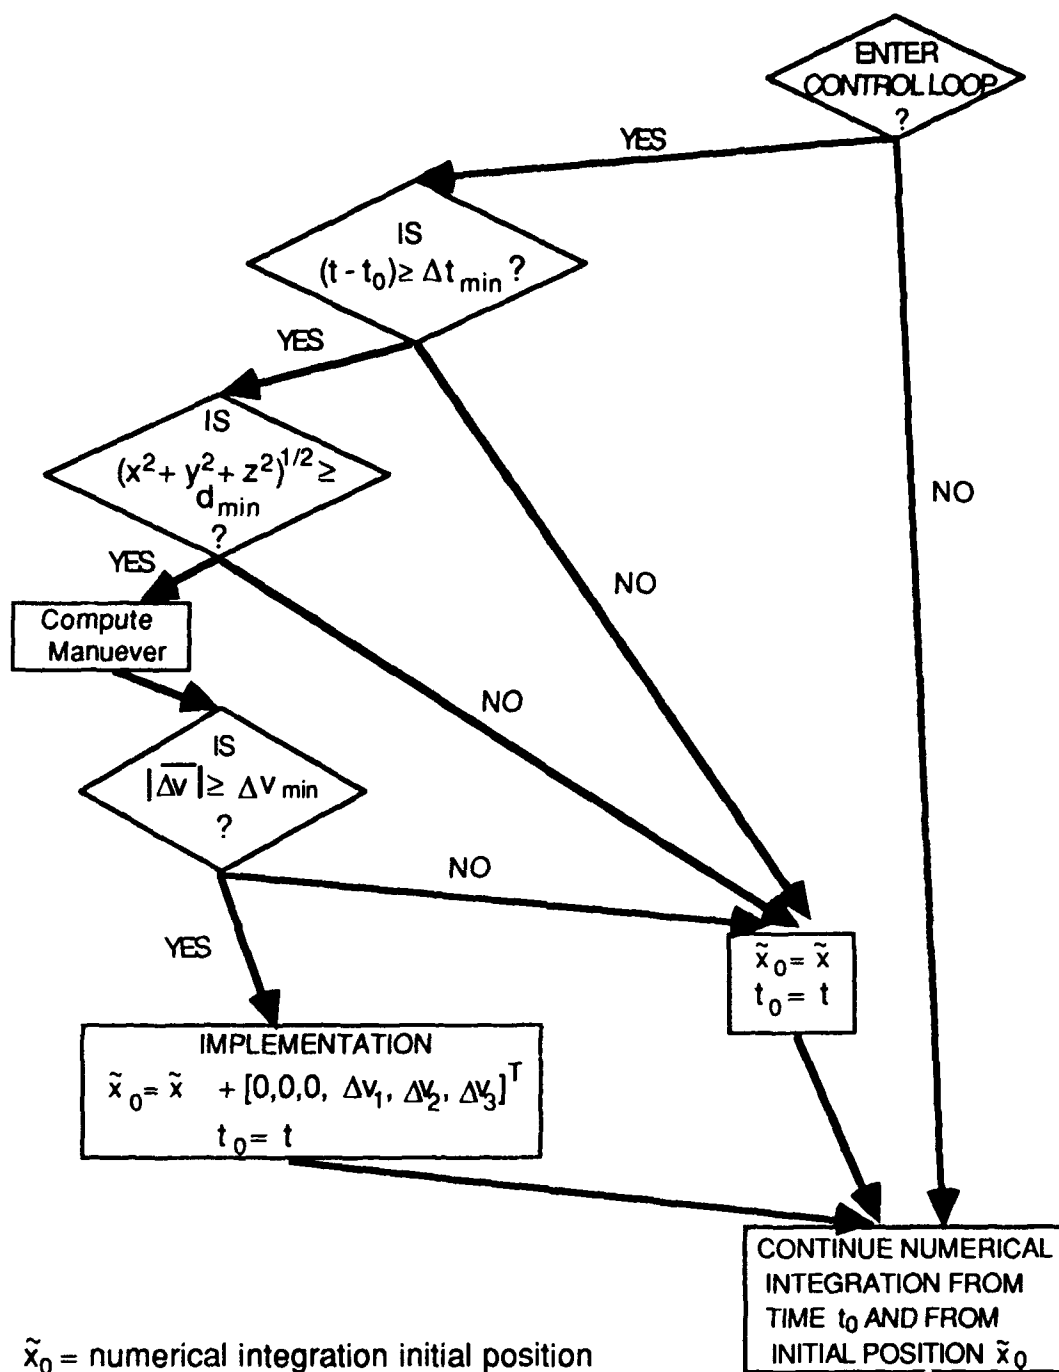 ENTER
CONTROL LOOP
?
YES
IS
(t - t₀) ≥ Δt min ?
YES
IS
(x² + y² + z²)^1/2 ≥
d min
?
NO
NO
YES
Compute
Manuever
NO
IS
|Δv̅| ≥ Δv min
?
NO
YES
x̃ ₀ = x̃
t ₀ = t
IMPLEMENTATION
x̃ ₀ = x̃ + [0,0,0, Δv₁, Δv₂, Δv₃]ᵀ
t ₀ = t
CONTINUE NUMERICAL
INTEGRATION FROM
TIME t₀ AND FROM
INITIAL POSITION x̃ ₀
x̃₀ = numerical integration initial position